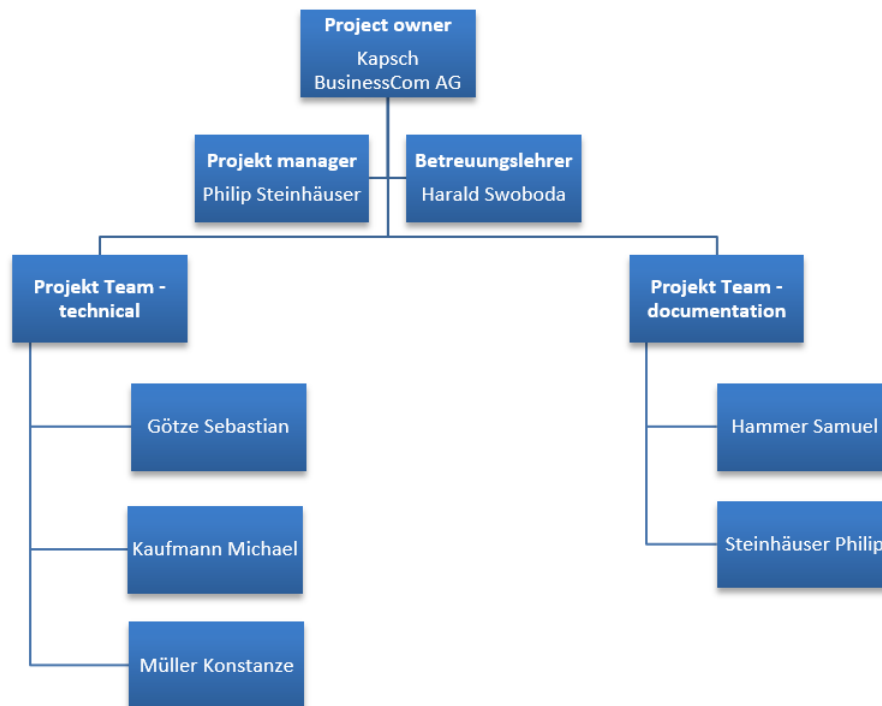 Project owner
Kapsch
BusinessCom AG
Projekt manager
Philip Steinhäuser
Betreuungslehrer
Harald Swoboda
Projekt Team -
technical
Projekt Team -
documentation
Götze Sebastian
Hammer Samuel
Kaufmann Michael
Steinhäuser Philip
Müller Konstanze